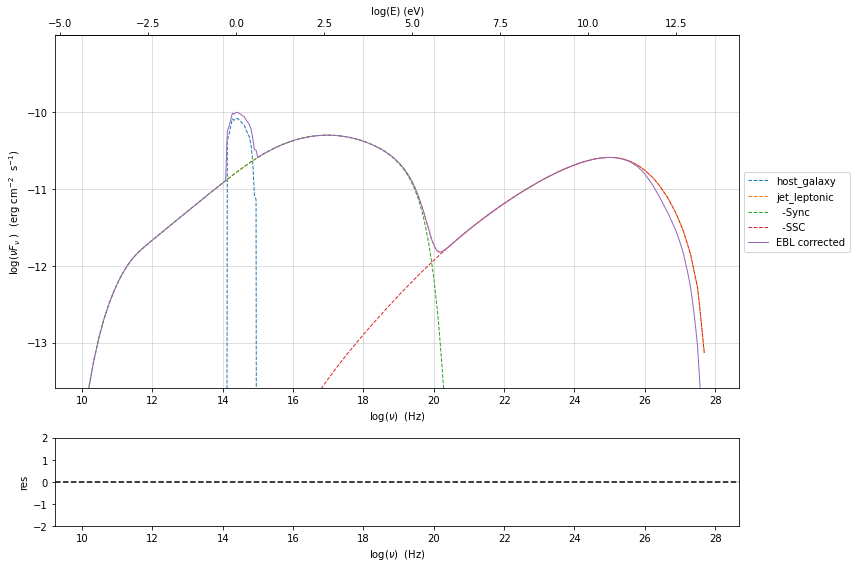 log(E) (eV)
−5.0 −2.5 0.0 2.5 5.0 7.5 10.0 12.5
−10
−11
−12
−13
log(νFν ) (erg cm−2 s−1)
host_galaxy
jet_leptonic
-Sync
-SSC
EBL corrected
10 12 14 16 18 20 22 24 26 28
log(ν) (Hz)
2
1
0
−1
−2
res
10 12 14 16 18 20 22 24 26 28
log(ν) (Hz)